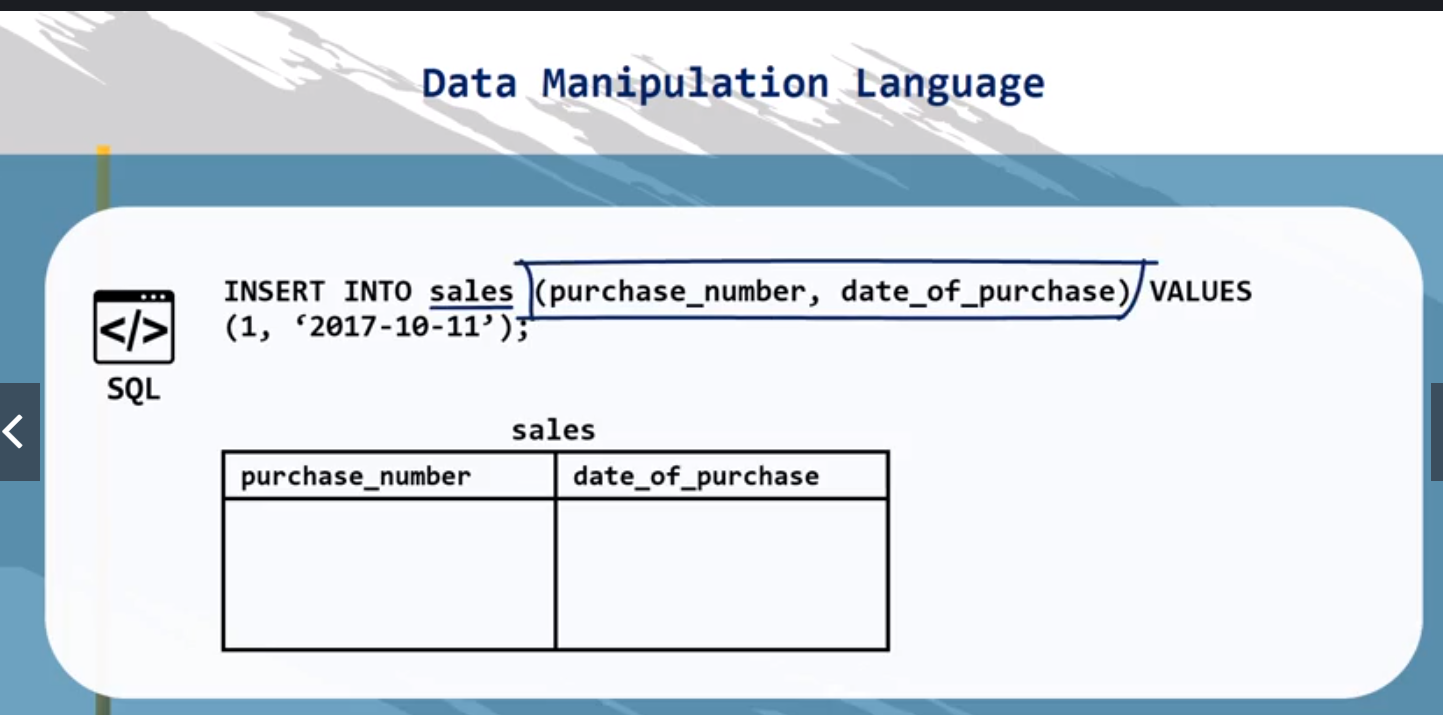 Data Manipulation Language
INSERT INTO sales (purchase_number, date_of_purchase) VALUES
(1, ‘2017-10-11’);
</>
SQL
sales
purchase_number date_of_purchase